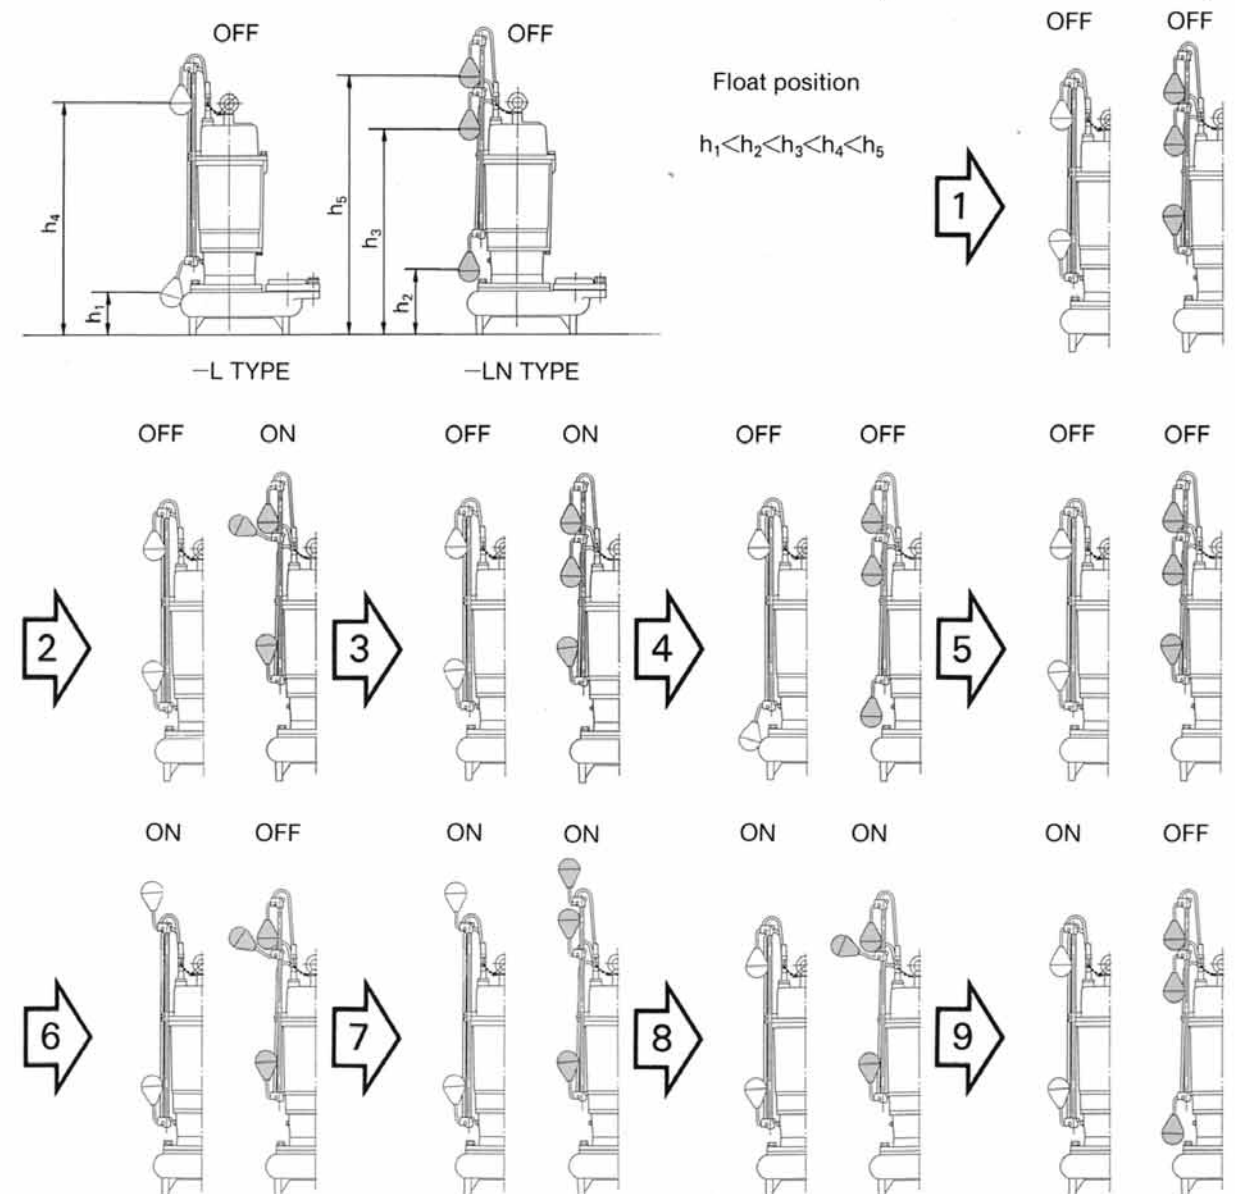 OFF OFF
Float position
h₁<h₂<h₃<h₄<h₅
h₄
h₁
h₅
h₃
h₂
—L TYPE —LN TYPE
OFF OFF
1
OFF ON
2
OFF ON
3
OFF OFF
4
OFF OFF
5
ON OFF
6
ON ON
7
ON ON
8
ON OFF
9